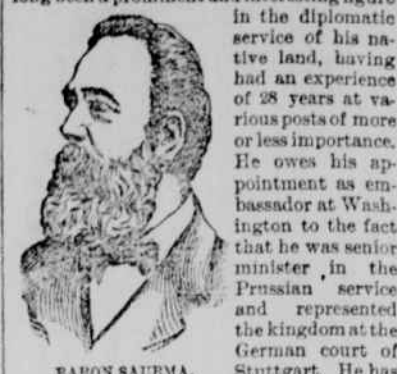 in the diplomatic
service of his na-
tive land, having
had an experience
of 28 years at va-
rious posts of more
or less importance.
He owes his ap-
pointment as em-
bassador at Wash-
ington to the fact
that he was senior
minister in the
Prussian service
and represented
the kingdom at the
German court of
Stuttgart. He has
BARON SAURMA.